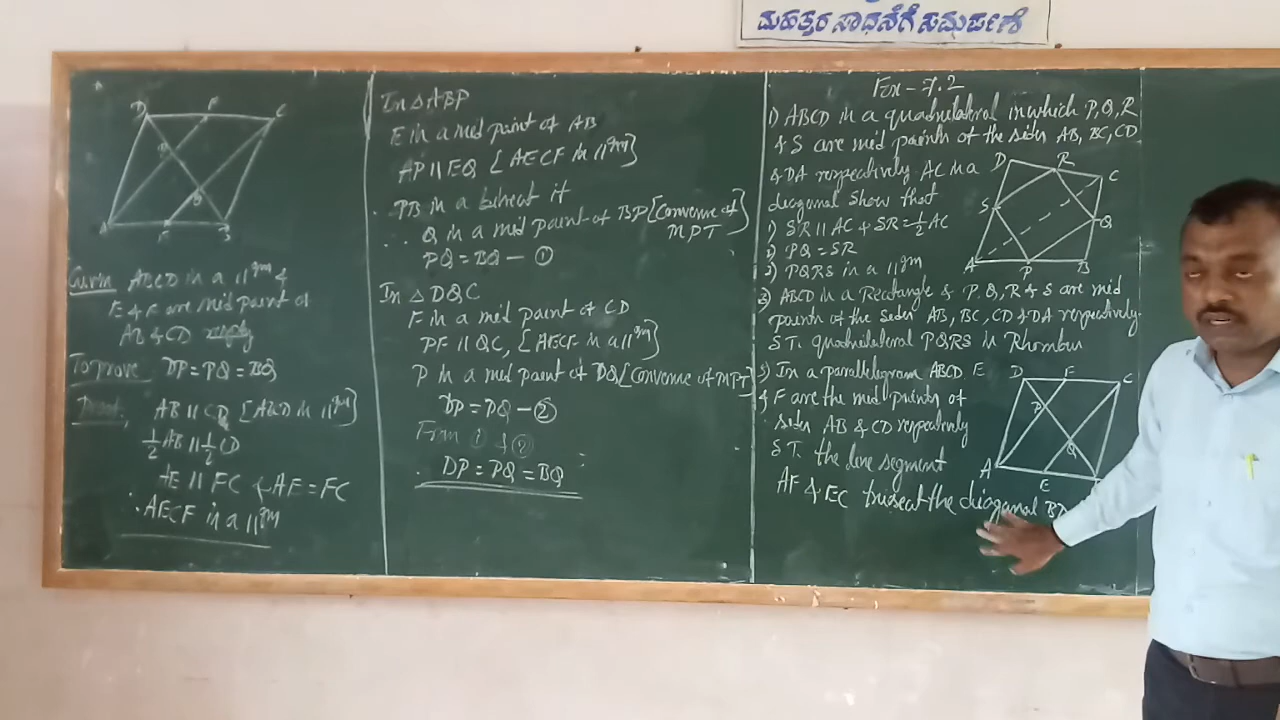 ಮಹತ್ತರ ಸಾಧನೆಗೆ ಸಮರ್ಪಣೆ
D F C
P
Q
A E B
Given ABCD is a ||gm &
E & F are mid point of
AB & CD
To prove DP = PQ = BQ
Proof, AB || CD [ABCD is ||gm]
1/2 AB || 1/2 CD
AE || FC & AE = FC
∴ AECF is a ||gm
In △ABP
E is a mid point of AB
AP || EQ [AECF is ||gm]
PB is a bisect it
∴ Q is a mid point of BP [Converse of
MPT]
PQ = BQ — ①
In △DQC
F is a mid point of CD
PF || QC, [AECF is a ||gm]
P is a mid point of DQ [Converse of MPT]
DP = PQ — ②
From ① & ②
DP = PQ = BQ
Ex - 7.2
1) ABCD is a quadrilateral in which P, Q, R
& S are mid points of the sides AB, BC, CD
& DA respectively AC is a
diagonal Show that
1) SR || AC & SR = 1/2 AC
2) PQ = SR
3) PQRS is a ||gm
D R C
S Q
A P B
2) ABCD is a Rectangle & P, Q, R & S are mid
points of the sides AB, BC, CD & DA respectively.
S.T. quadrilateral PQRS is Rhombus
3) In a parallelogram ABCD E
& F are the mid points of
sides AB & CD respectively
S.T. the line segment
AF & EC trisect the diagonal BD
D F C
P
Q
A E